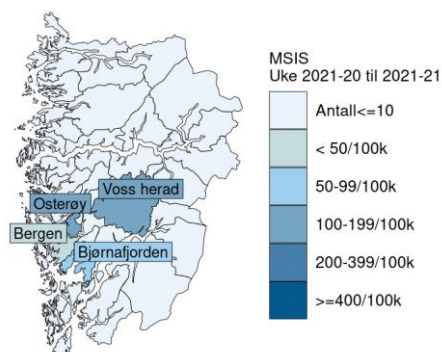 MSIS
Uke 2021-20 til 2021-21
Antall<=10
< 50/100k
50-99/100k
100-199/100k
200-399/100k
>=400/100k
Voss herad
Osterøy
Bergen
Bjørnafjorden